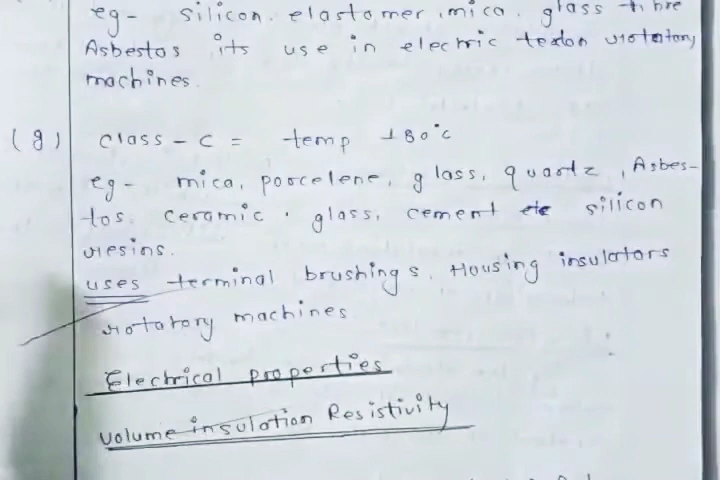 eg- silicon. elastomer, mica. glass fibre
Asbestos its use in electric rotatory
machines.
(g) class - c = temp 180°c
eg- mica, porcelene, glass, quartz, Asbes-
tos. ceramic. glass, cement etc silicon
resins.
uses terminal brushings. Housing insulators
rotatory machines
Electrical properties
volume insulation Resistivity